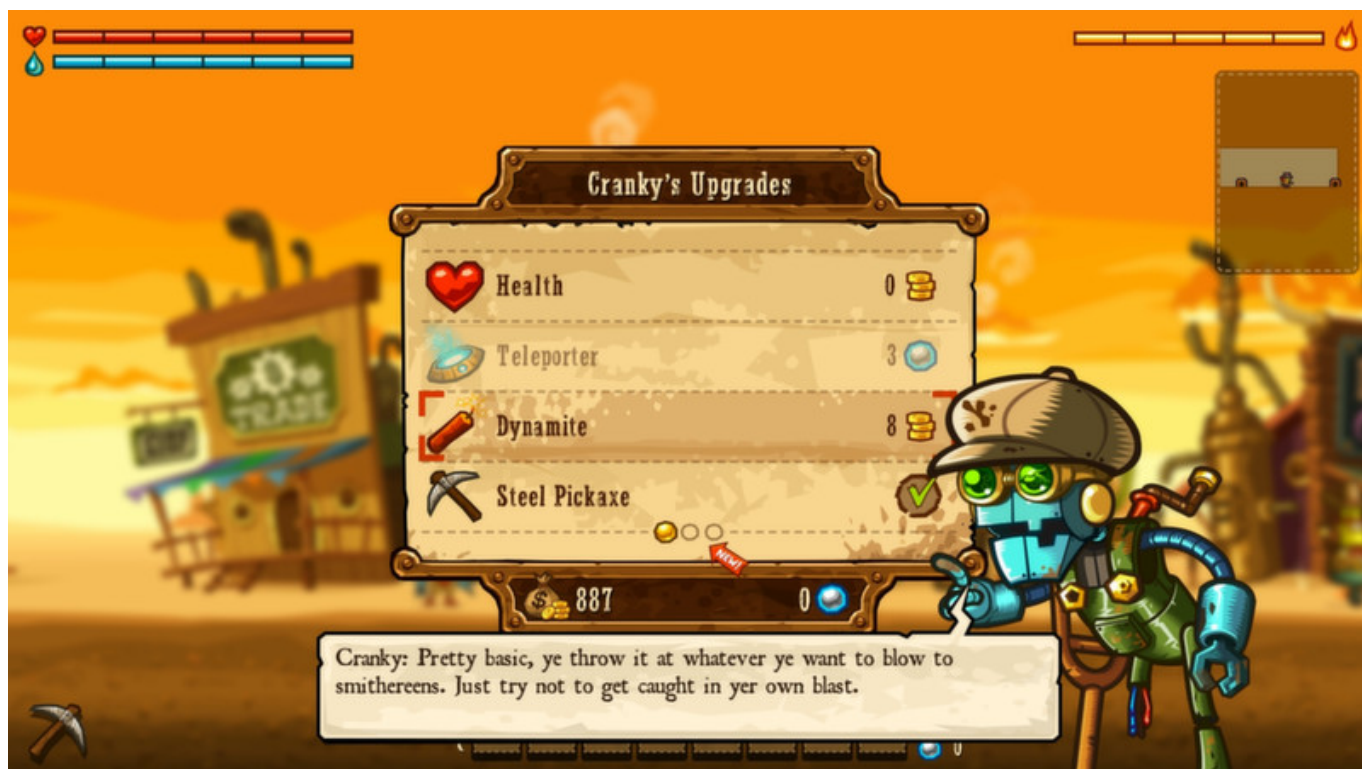 Cranky's Upgrades
Health 0
Teleporter 3
TRADE
Dynamite 8
Steel Pickaxe
NEW!
$ 887 0
Cranky: Pretty basic, ye throw it at whatever ye want to blow to
smithereens. Just try not to get caught in yer own blast.
0